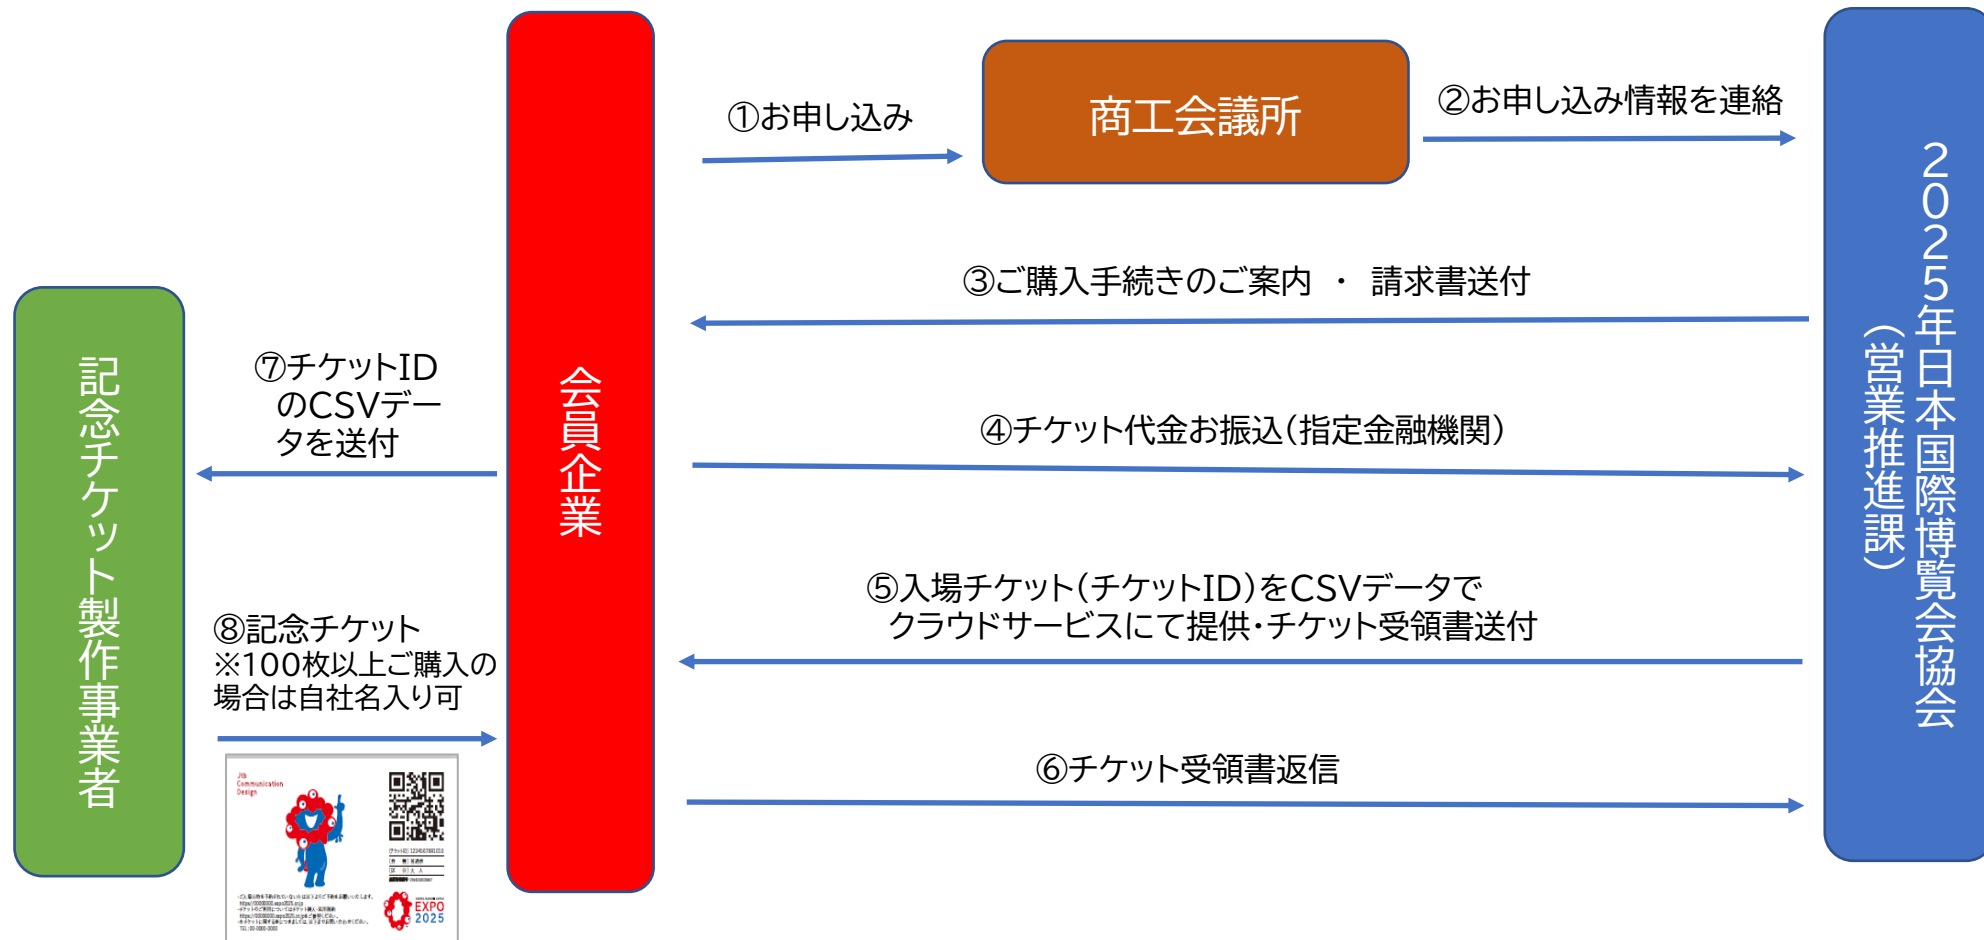 ①お申し込み
商工会議所
②お申し込み情報を連絡
2025年日本国際博覧会協会
(営業推進課)
③ご購入手続きのご案内 ・ 請求書送付
会員企業
記念チケット製作事業者
⑦チケットID
のCSVデー
タを送付
④チケット代金お振込(指定金融機関)
⑤入場チケット(チケットID)をCSVデータで
クラウドサービスにて提供・チケット受領書送付
⑧記念チケット
※100枚以上ご購入の
場合は自社名入り可
⑥チケット受領書返信
Jtb
Communication
Design
EXPO
2025